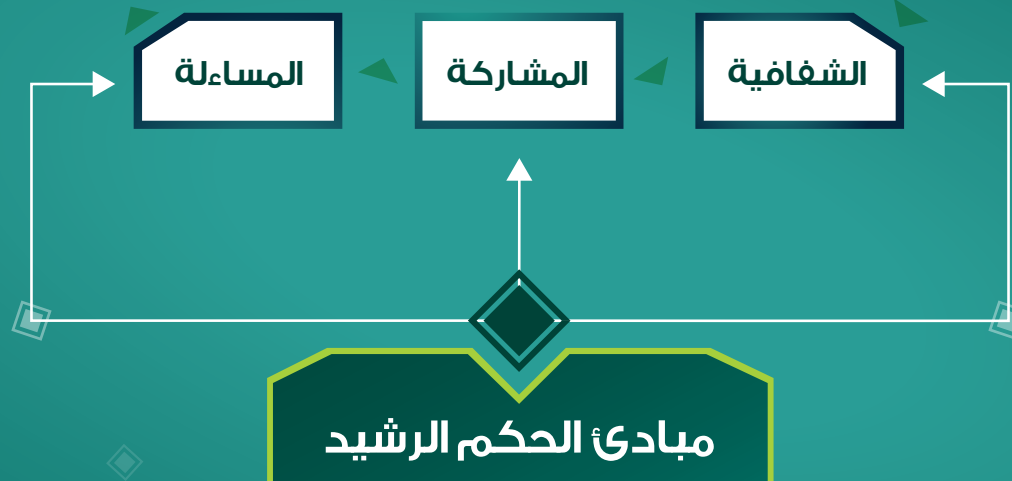 الشفافية
المشاركة
المساءلة
مبادئ الحكم الرشيد